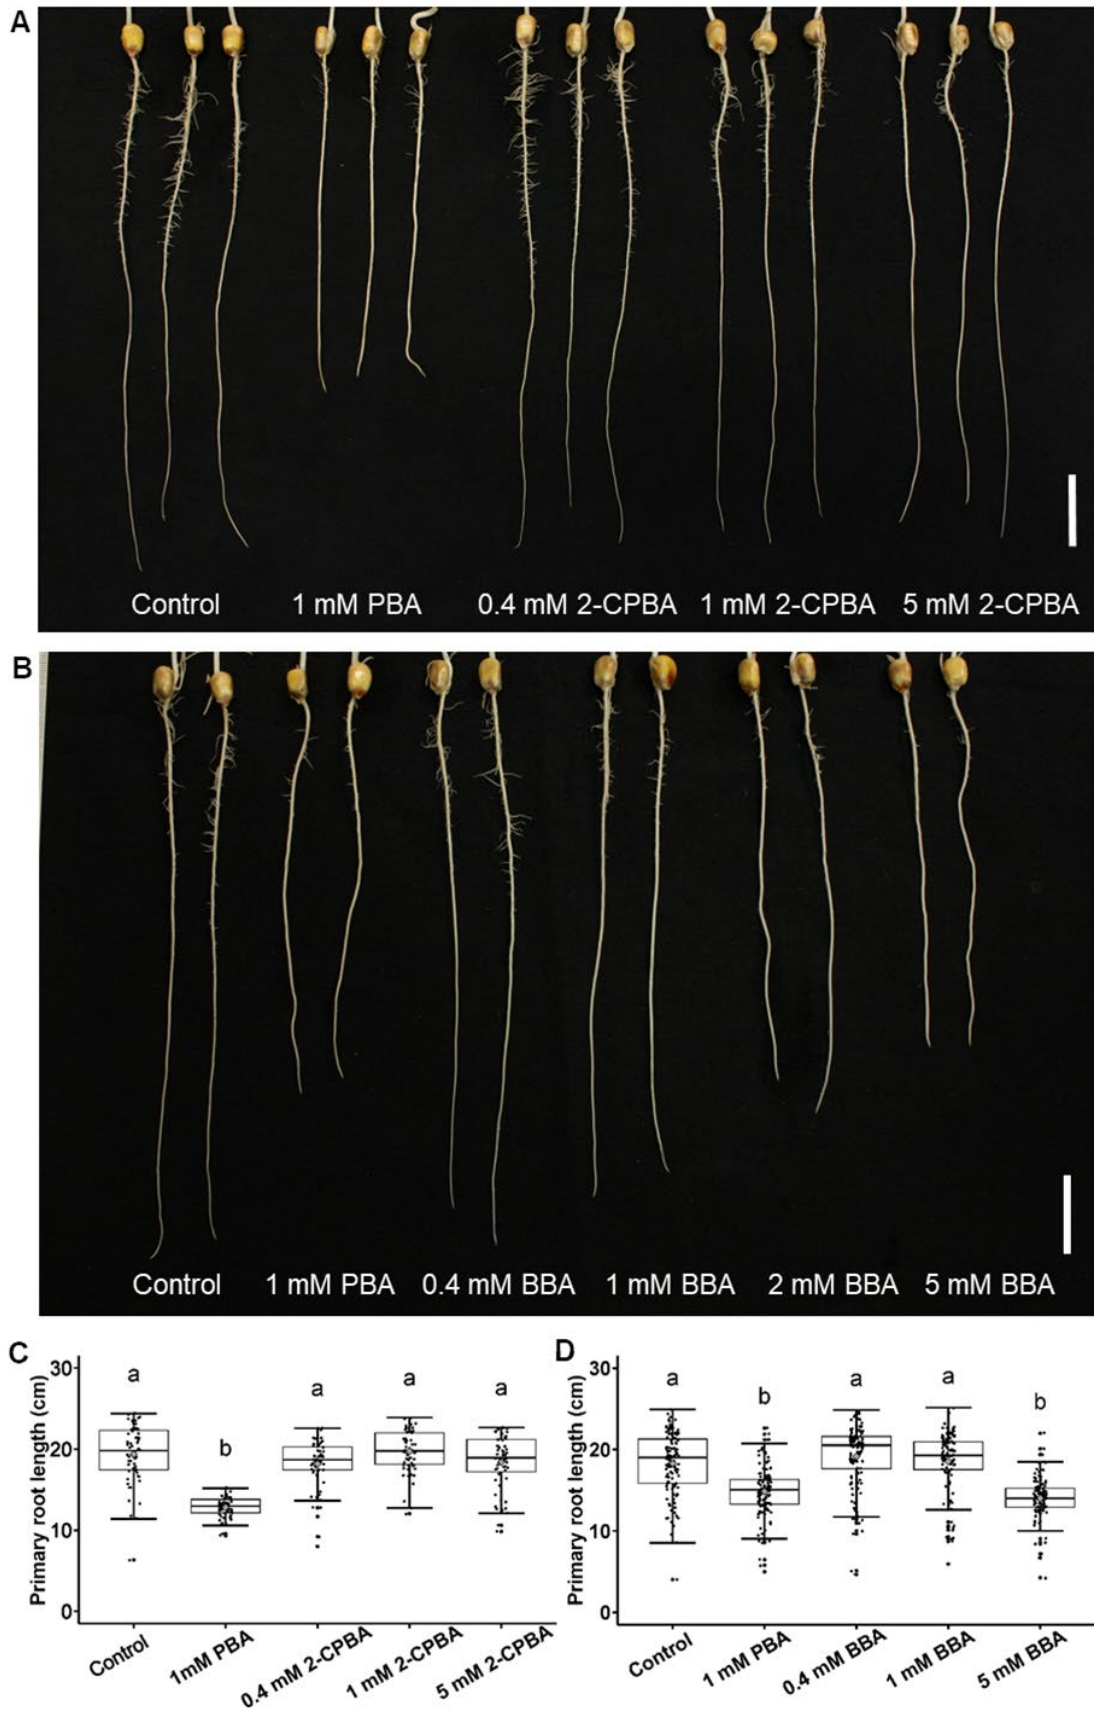 A
Control 1 mM PBA 0.4 mM 2-CPBA 1 mM 2-CPBA 5 mM 2-CPBA
B
Control 1 mM PBA 0.4 mM BBA 1 mM BBA 2 mM BBA 5 mM BBA
C
Primary root length (cm)
30
20
10
0
a b a a a
Control 1mM PBA 0.4 mM 2-CPBA 1 mM 2-CPBA 5 mM 2-CPBA
D
Primary root length (cm)
30
20
10
0
a b a a b
Control 1 mM PBA 0.4 mM BBA 1 mM BBA 5 mM BBA